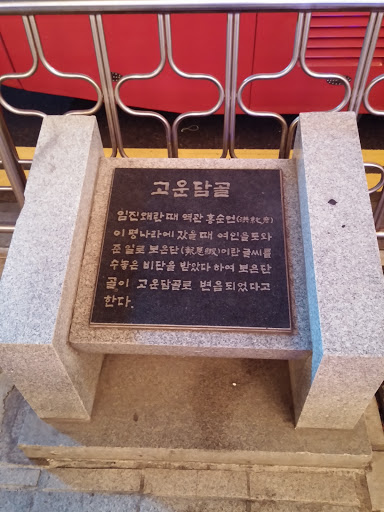 고운담골
임진왜란 때 역관 홍순언(洪純彦)
이 명나라에 갔을 때 여인을 도와
준 일로 보은단(報恩緞)이란 글씨를
수놓은 비단을 받았다 하여 보은단
골이 고운담골로 변음되었다고
한다.